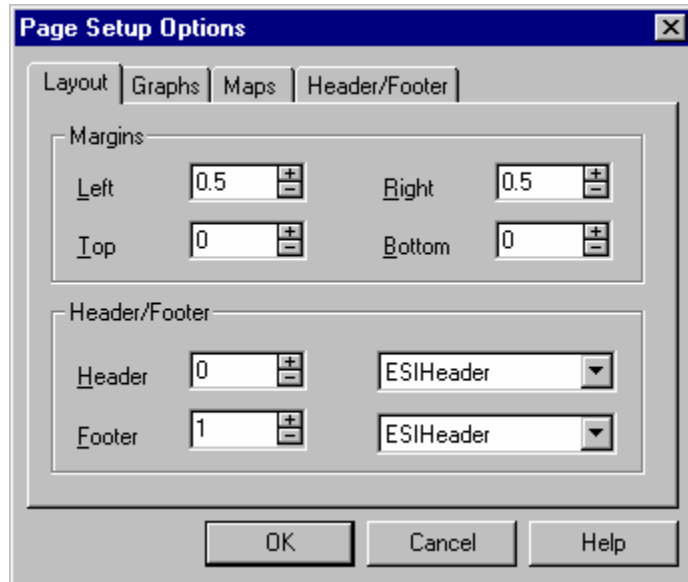 Page Setup Options
Layout Graphs Maps Header/Footer
Margins
Left 0.5 Right 0.5
Top 0 Bottom 0
Header/Footer
Header 0 ESIHeader
Footer 1 ESIHeader
OK Cancel Help